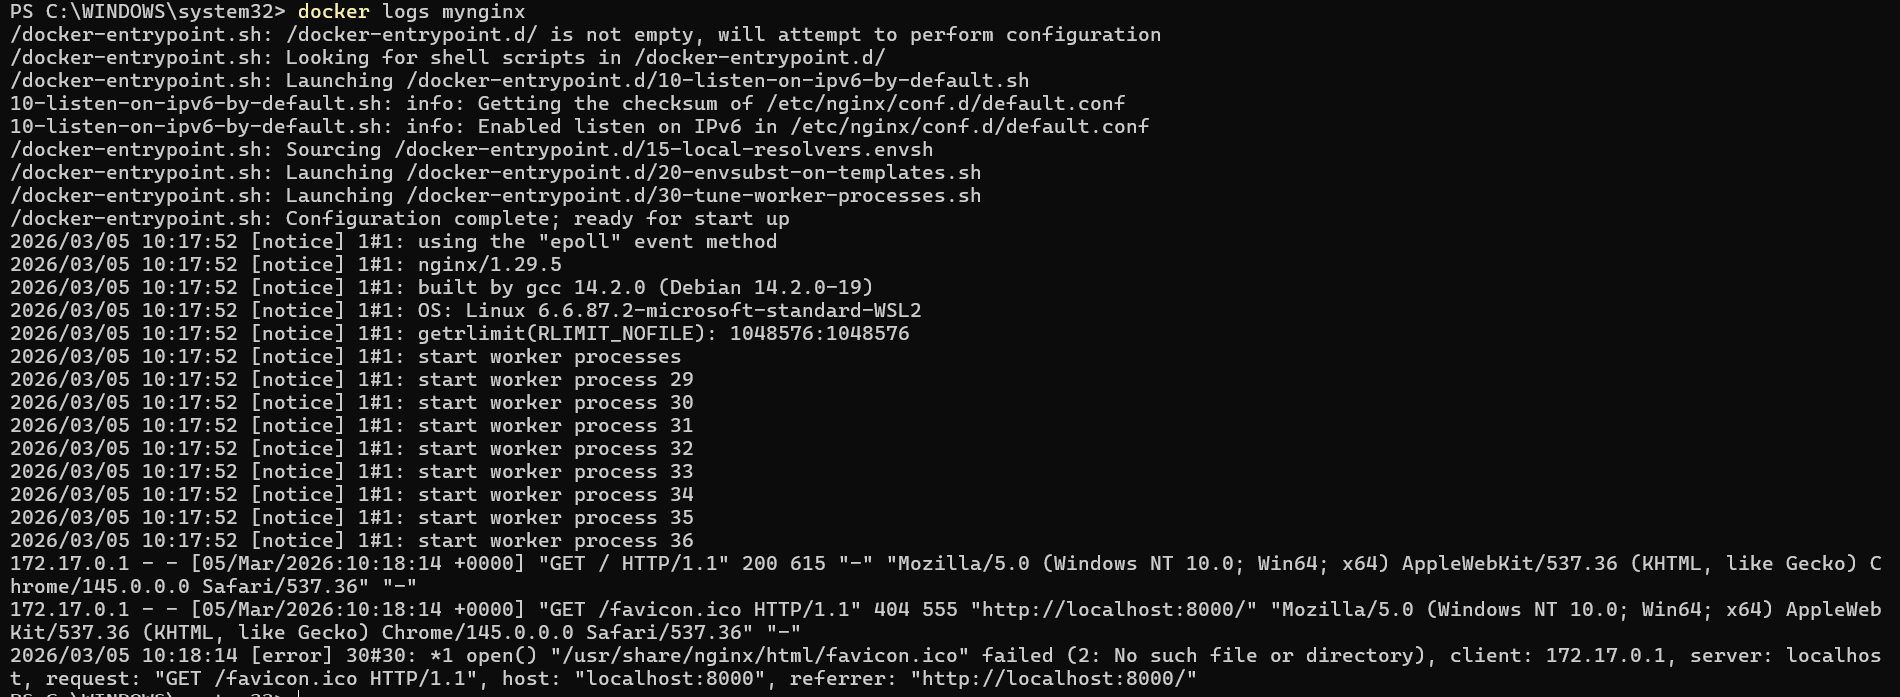 PS C:\WINDOWS\system32> docker logs mynginx
/docker-entrypoint.sh: /docker-entrypoint.d/ is not empty, will attempt to perform configuration
/docker-entrypoint.sh: Looking for shell scripts in /docker-entrypoint.d/
/docker-entrypoint.sh: Launching /docker-entrypoint.d/10-listen-on-ipv6-by-default.sh
10-listen-on-ipv6-by-default.sh: info: Getting the checksum of /etc/nginx/conf.d/default.conf
10-listen-on-ipv6-by-default.sh: info: Enabled listen on IPv6 in /etc/nginx/conf.d/default.conf
/docker-entrypoint.sh: Sourcing /docker-entrypoint.d/15-local-resolvers.envsh
/docker-entrypoint.sh: Launching /docker-entrypoint.d/20-envsubst-on-templates.sh
/docker-entrypoint.sh: Launching /docker-entrypoint.d/30-tune-worker-processes.sh
/docker-entrypoint.sh: Configuration complete; ready for start up
2026/03/05 10:17:52 [notice] 1#1: using the "epoll" event method
2026/03/05 10:17:52 [notice] 1#1: nginx/1.29.5
2026/03/05 10:17:52 [notice] 1#1: built by gcc 14.2.0 (Debian 14.2.0-19)
2026/03/05 10:17:52 [notice] 1#1: OS: Linux 6.6.87.2-microsoft-standard-WSL2
2026/03/05 10:17:52 [notice] 1#1: getrlimit(RLIMIT_NOFILE): 1048576:1048576
2026/03/05 10:17:52 [notice] 1#1: start worker processes
2026/03/05 10:17:52 [notice] 1#1: start worker process 29
2026/03/05 10:17:52 [notice] 1#1: start worker process 30
2026/03/05 10:17:52 [notice] 1#1: start worker process 31
2026/03/05 10:17:52 [notice] 1#1: start worker process 32
2026/03/05 10:17:52 [notice] 1#1: start worker process 33
2026/03/05 10:17:52 [notice] 1#1: start worker process 34
2026/03/05 10:17:52 [notice] 1#1: start worker process 35
2026/03/05 10:17:52 [notice] 1#1: start worker process 36
172.17.0.1 - - [05/Mar/2026:10:18:14 +0000] "GET / HTTP/1.1" 200 615 "-" "Mozilla/5.0 (Windows NT 10.0; Win64; x64) AppleWebKit/537.36 (KHTML, like Gecko) C
hrome/145.0.0.0 Safari/537.36" "-"
172.17.0.1 - - [05/Mar/2026:10:18:14 +0000] "GET /favicon.ico HTTP/1.1" 404 555 "http://localhost:8000/" "Mozilla/5.0 (Windows NT 10.0; Win64; x64) AppleWeb
Kit/537.36 (KHTML, like Gecko) Chrome/145.0.0.0 Safari/537.36" "-"
2026/03/05 10:18:14 [error] 30#30: *1 open() "/usr/share/nginx/html/favicon.ico" failed (2: No such file or directory), client: 172.17.0.1, server: localhos
t, request: "GET /favicon.ico HTTP/1.1", host: "localhost:8000", referrer: "http://localhost:8000/"